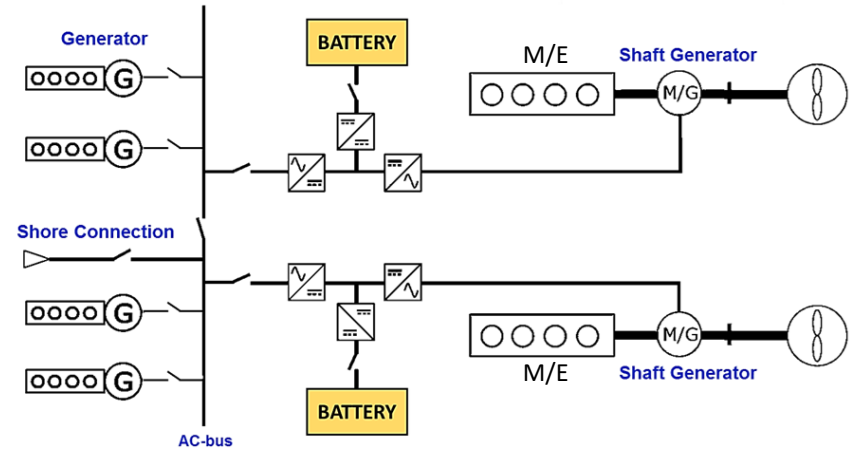 Generator
BATTERY
M/E
Shaft Generator
G
M/G
G
Shore Connection
G
M/G
M/E
Shaft Generator
G
BATTERY
AC-bus